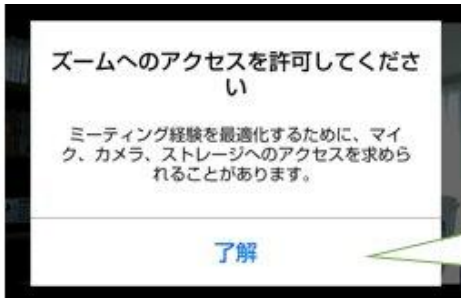 ズームへのアクセスを許可してくださ
い
ミーティング経験を最適化するために、マイ
ク、カメラ、ストレージへのアクセスを求めら
れることがあります。
了解